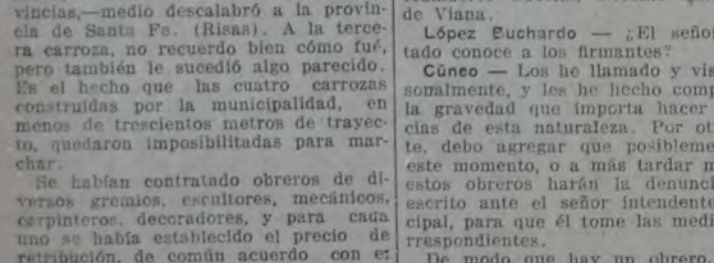 vincias,—medio descalabró a la provin-
cia de Santa Fe. (Risas). A la terce-
ra carroza, no recuerdo bien cómo fué,
pero también le sucedió algo parecido.
Es el hecho que las cuatro carrozas
construídas por la municipalidad, en
menos de trescientos metros de trayec-
to, quedaron imposibilitadas para mar-
char.
Se habían contratado obreros de di-
versos gremios, escultores, mecánicos,
carpinteros, decoradores, y para cada
uno se había establecido el precio de
retribución, de común acuerdo con e:
de Viana.
López Buchardo — ¿El señor
tado conoce a los firmantes?
Cúneo — Los he llamado y vis
sonalmente, y les he hecho comp
la gravedad que importa hacer
cias de esta naturaleza. Por ot
te, debo agregar que posibleme
este momento, o a más tardar m
estos obreros harán la denunci
escrito ante el señor intendente
cipal, para que él tome las medi
rrespondientes.
De modo que hay un obrero,